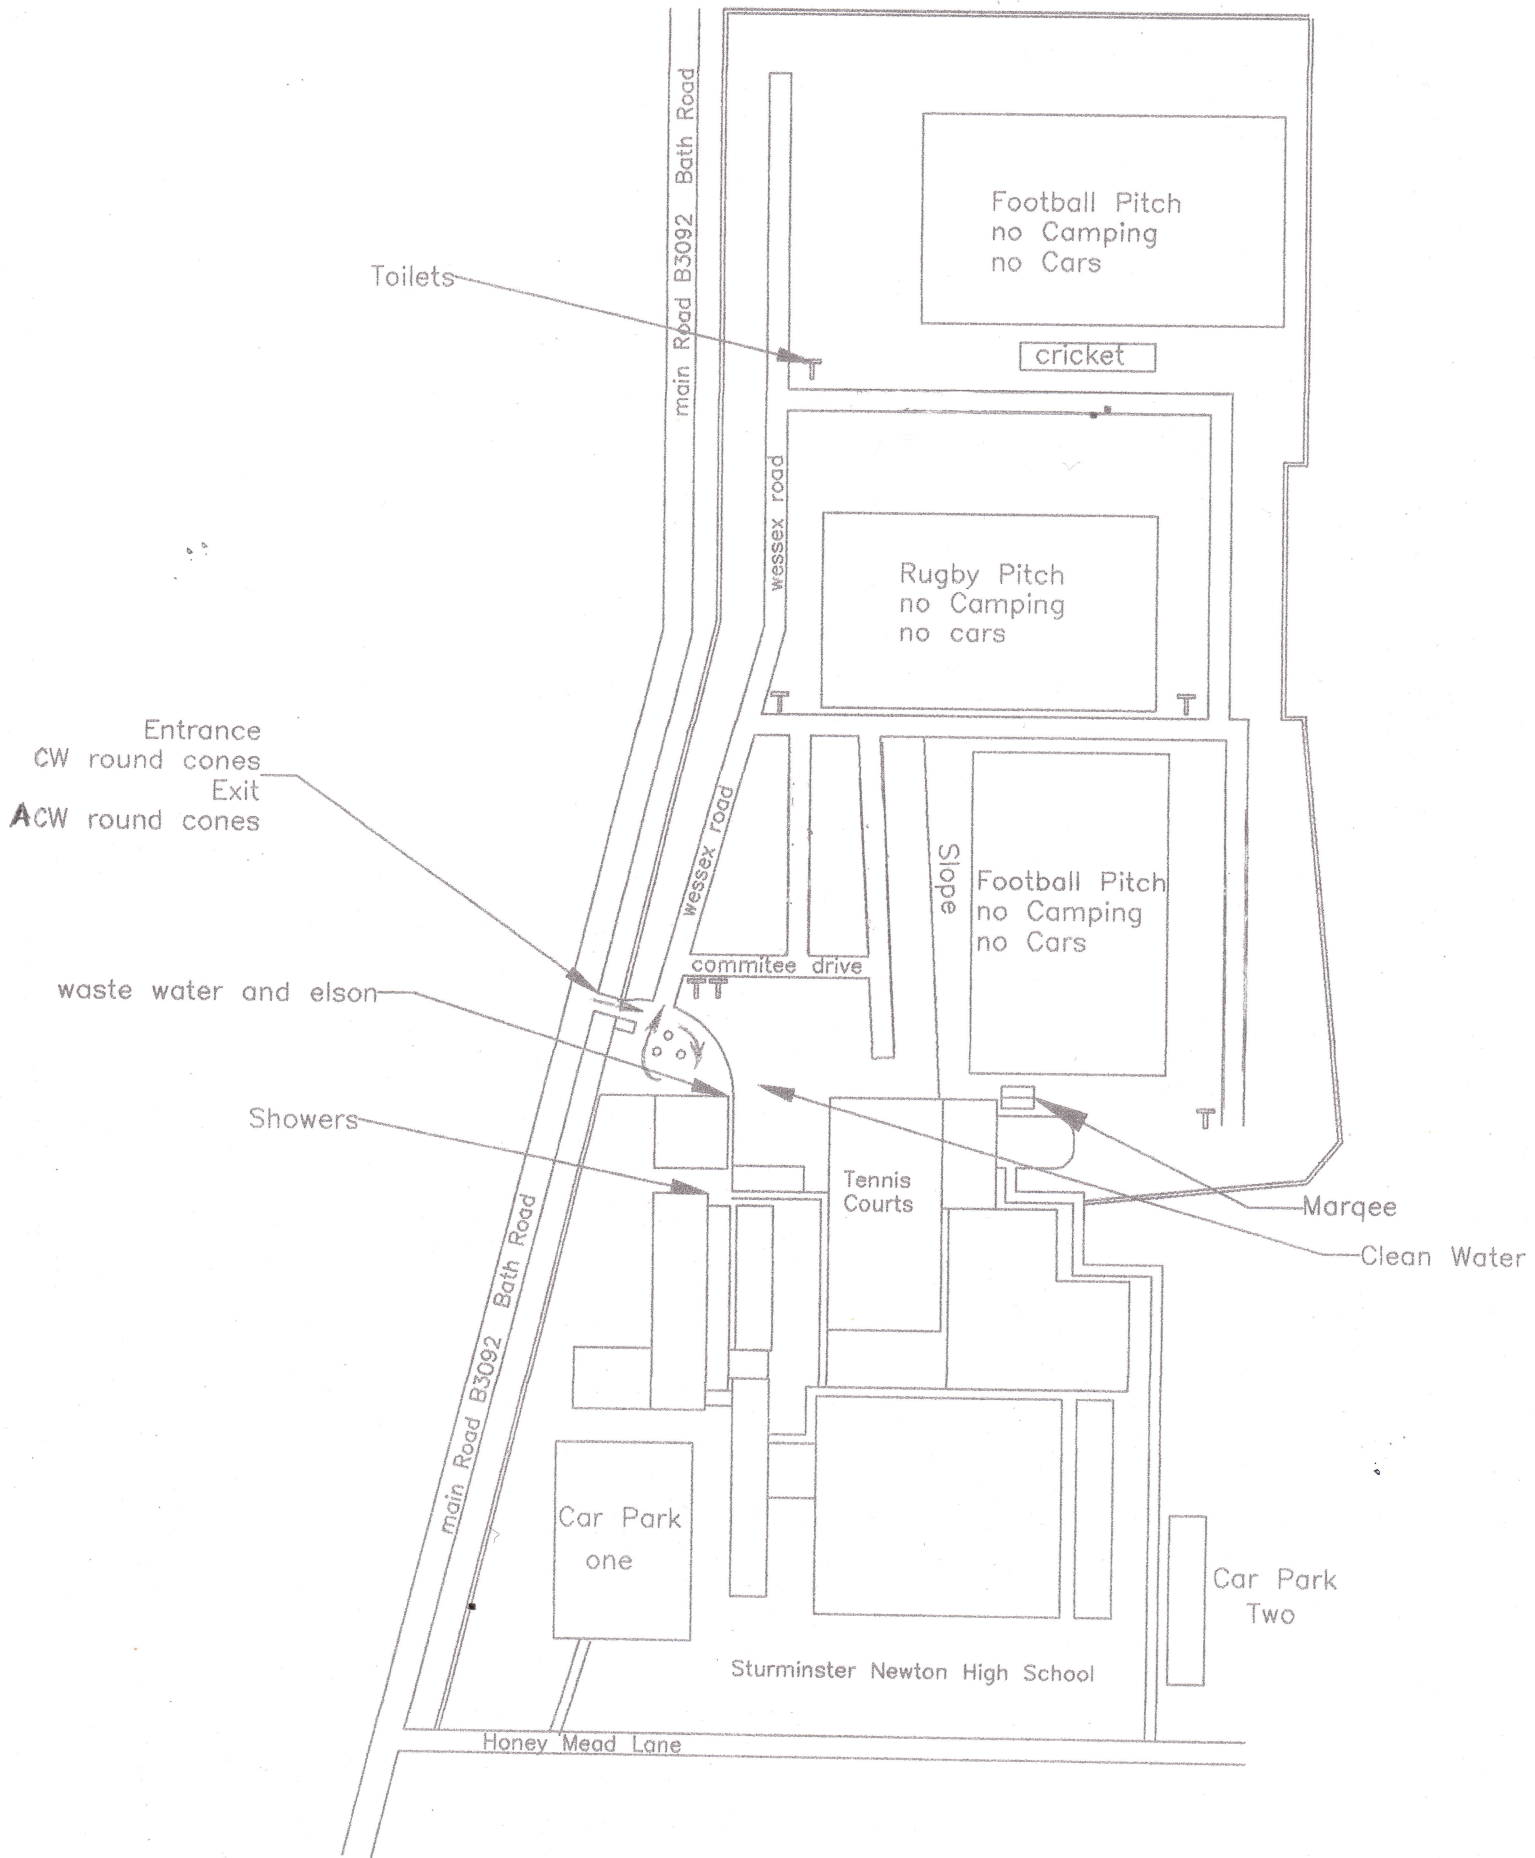 main Road B3092 Bath Road
Football Pitch
no Camping
no Cars
Toilets
T
cricket
wessex road
Rugby Pitch
no Camping
no cars
T
T
Entrance
CW round cones
Exit
ACW round cones
wessex road
Slope
Football Pitch
no Camping
no Cars
commitee drive
T T
waste water and elson
Showers
T
Tennis
Courts
Marqee
Clean Water
main Road B3092 Bath Road
Car Park
one
Car Park
Two
Sturminster Newton High School
Honey Mead Lane